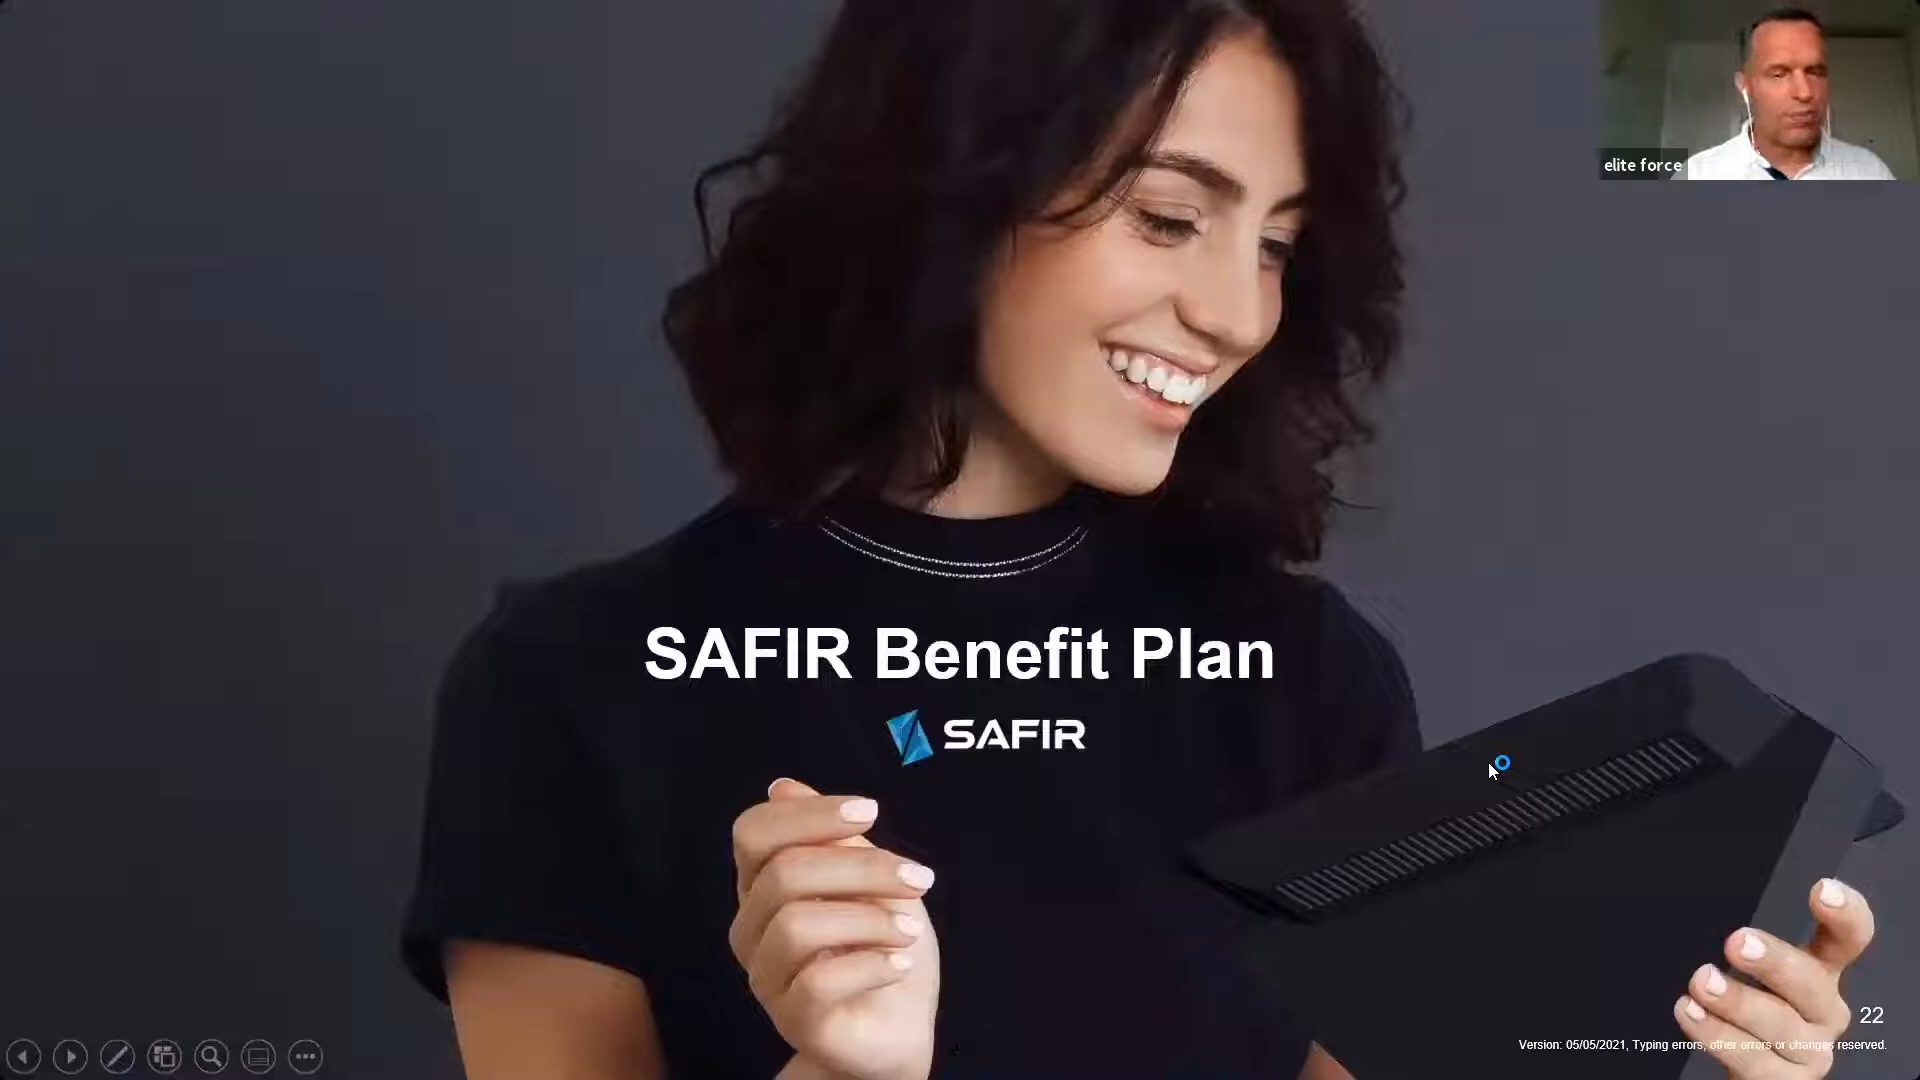 elite force
SAFIR Benefit Plan
SAFIR
22
Version: 05/05/2021, Typing errors, other errors or changes reserved.